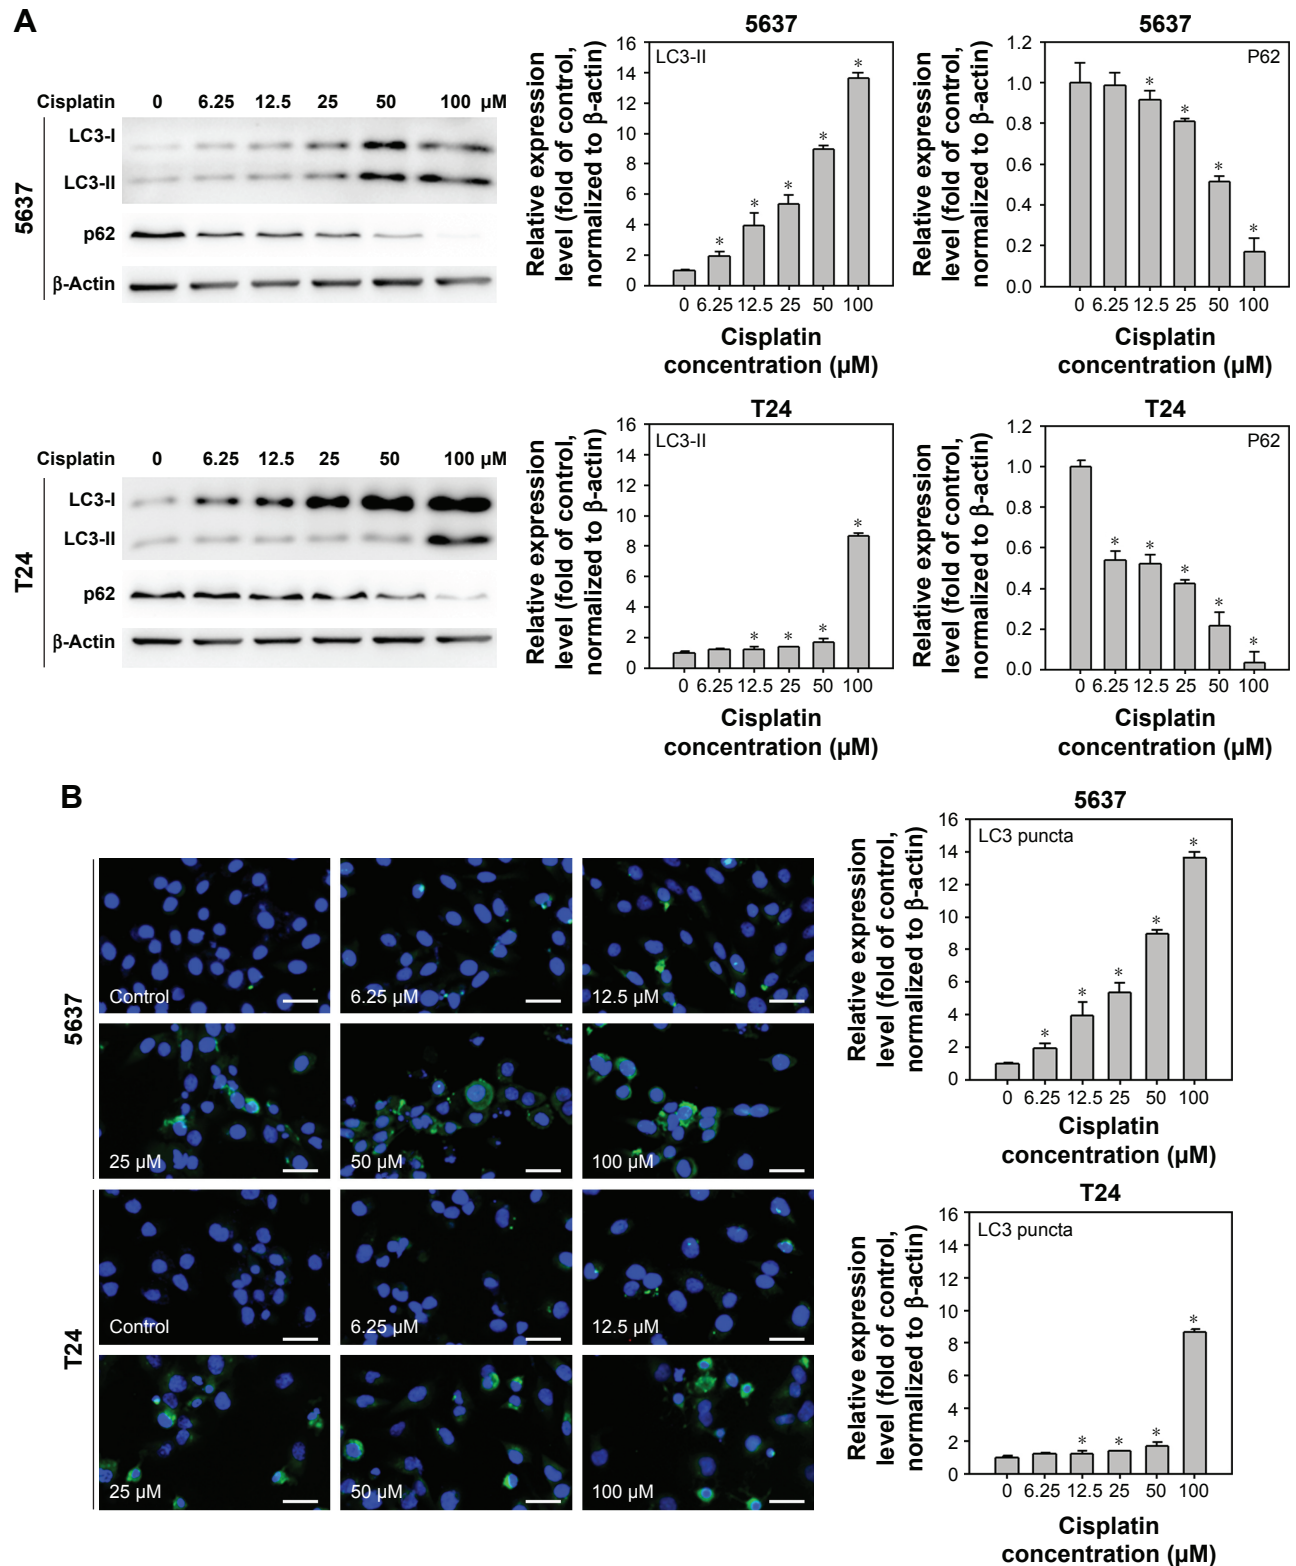 A
Cisplatin 0 6.25 12.5 25 50 100 μM
5637
LC3-I
LC3-II
p62
β-Actin
5637
LC3-II
Relative expression
level (fold of control,
normalized to β-actin)
16
14
12
10
8
6
4
2
0
* * * * *
0 6.25 12.5 25 50 100
Cisplatin
concentration (μM)
5637
P62
Relative expression
level (fold of control,
normalized to β-actin)
1.2
1.0
0.8
0.6
0.4
0.2
0.0
* * * *
0 6.25 12.5 25 50 100
Cisplatin
concentration (μM)
Cisplatin 0 6.25 12.5 25 50 100 μM
T24
LC3-I
LC3-II
p62
β-Actin
T24
LC3-II
Relative expression
level (fold of control,
normalized to β-actin)
16
14
12
10
8
6
4
2
0
* * * *
0 6.25 12.5 25 50 100
Cisplatin
concentration (μM)
T24
P62
Relative expression
level (fold of control,
normalized to β-actin)
1.2
1.0
0.8
0.6
0.4
0.2
0.0
* * * * *
0 6.25 12.5 25 50 100
Cisplatin
concentration (μM)
B
5637
Control
6.25 μM
12.5 μM
25 μM
50 μM
100 μM
T24
Control
6.25 μM
12.5 μM
25 μM
50 μM
100 μM
5637
LC3 puncta
Relative expression
level (fold of control,
normalized to β-actin)
16
14
12
10
8
6
4
2
0
* * * * *
0 6.25 12.5 25 50 100
Cisplatin
concentration (μM)
T24
LC3 puncta
Relative expression
level (fold of control,
normalized to β-actin)
16
14
12
10
8
6
4
2
0
* * * *
0 6.25 12.5 25 50 100
Cisplatin
concentration (μM)